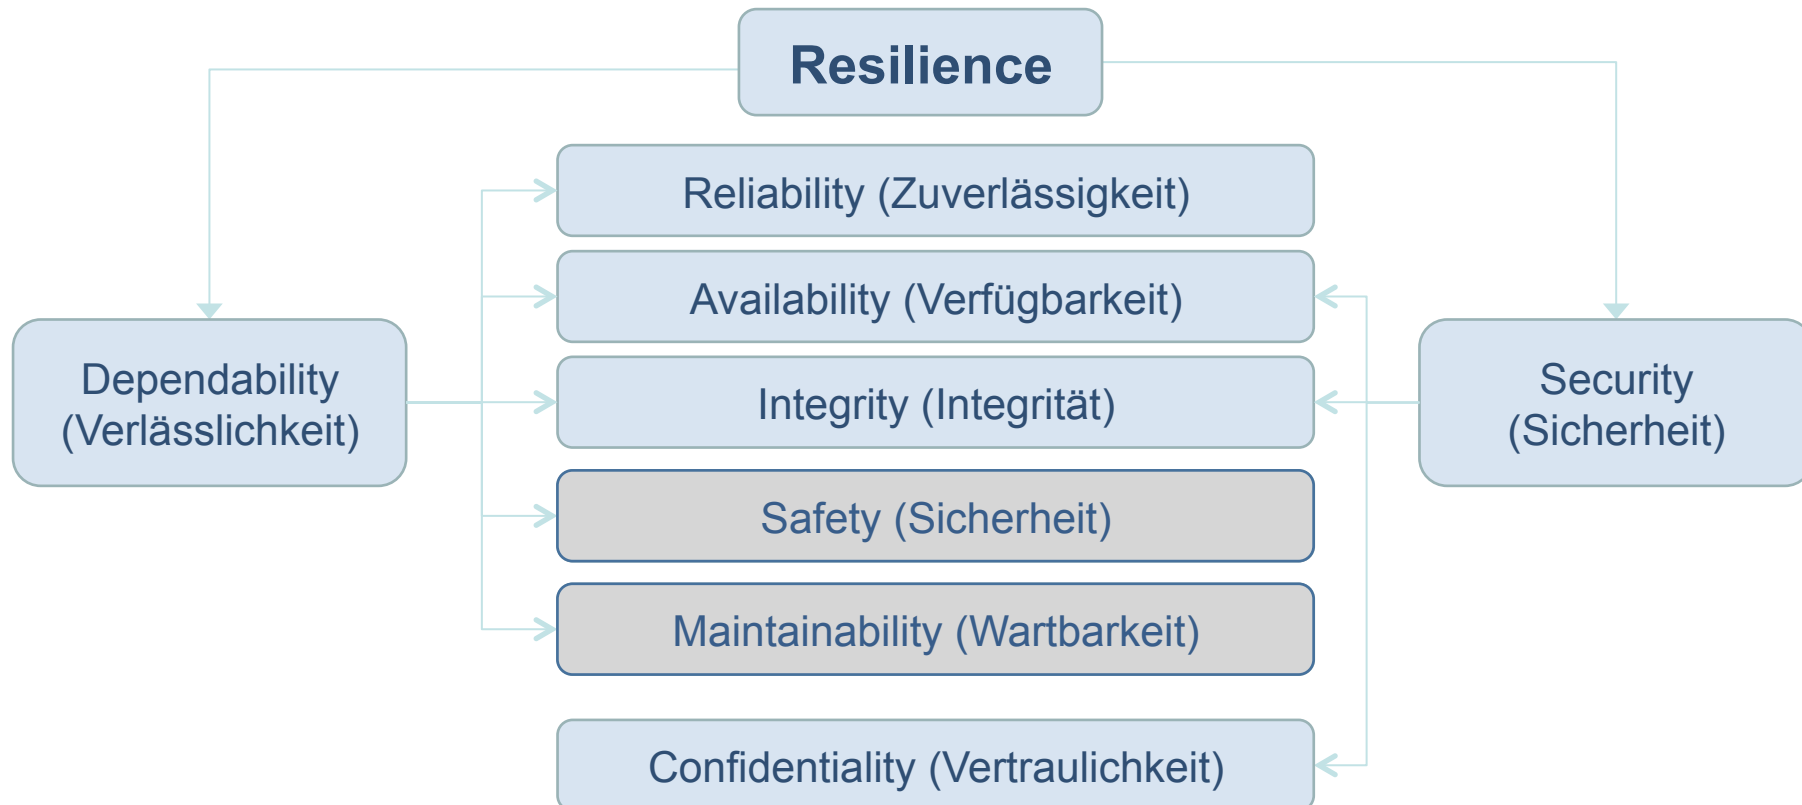 Resilience
Reliability (Zuverlässigkeit)
Availability (Verfügbarkeit)
Dependability
(Verlässlichkeit)
Integrity (Integrität)
Security
(Sicherheit)
Safety (Sicherheit)
Maintainability (Wartbarkeit)
Confidentiality (Vertraulichkeit)